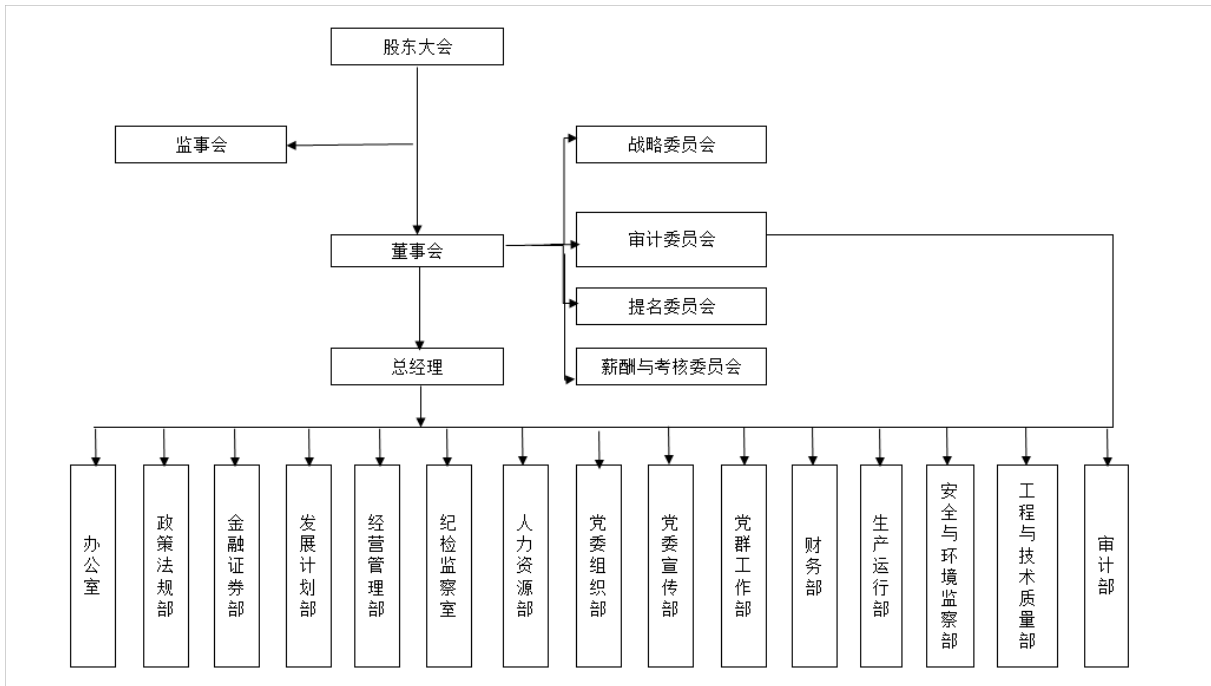 股东大会
监事会
战略委员会
董事会
审计委员会
提名委员会
总经理
薪酬与考核委员会
办公室
政策法规部
金融证券部
发展计划部
经营管理部
纪检监察室
人力资源部
党委组织部
党委宣传部
党群工作部
财务部
生产运行部
安全与环境监察部
工程与技术质量部
审计部